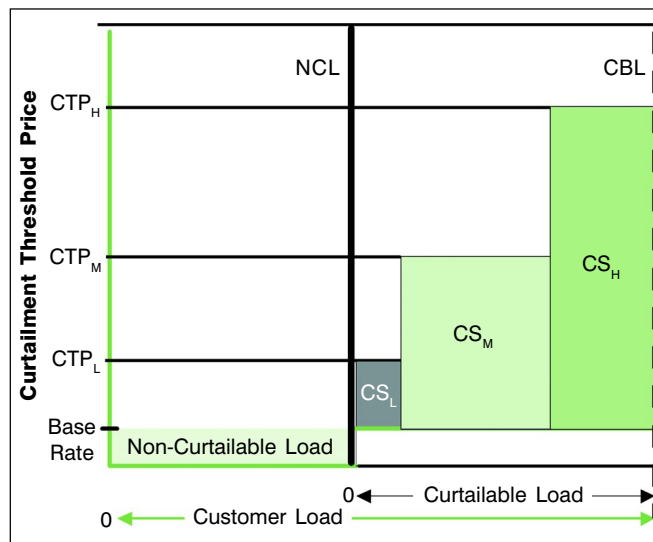 NCL
CBL
CTP_H
CTP_M
CTP_L
Curtailment Threshold Price
CS_H
CS_M
CS_L
Base
Rate
Non-Curtailable Load
0
Curtailable Load
0
Customer Load